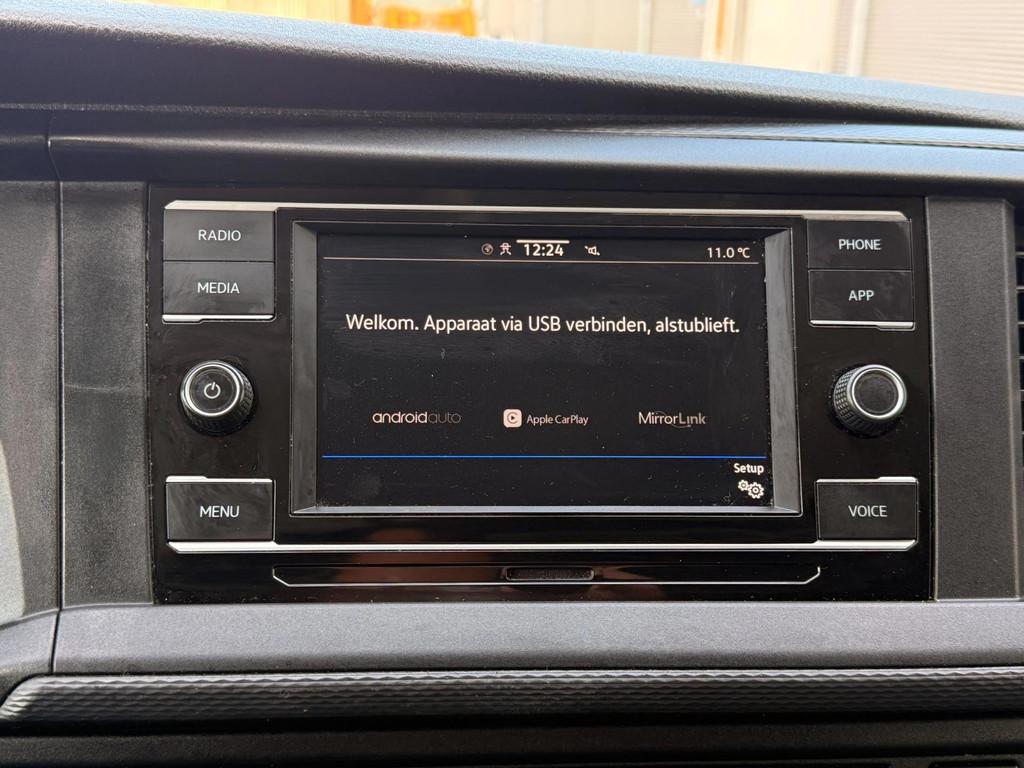 RADIO
MEDIA
MENU
12:24
11.0 °C
Welkom. Apparaat via USB verbinden, alstublieft.
androidauto
Apple CarPlay
MirrorLink
Setup
PHONE
APP
VOICE